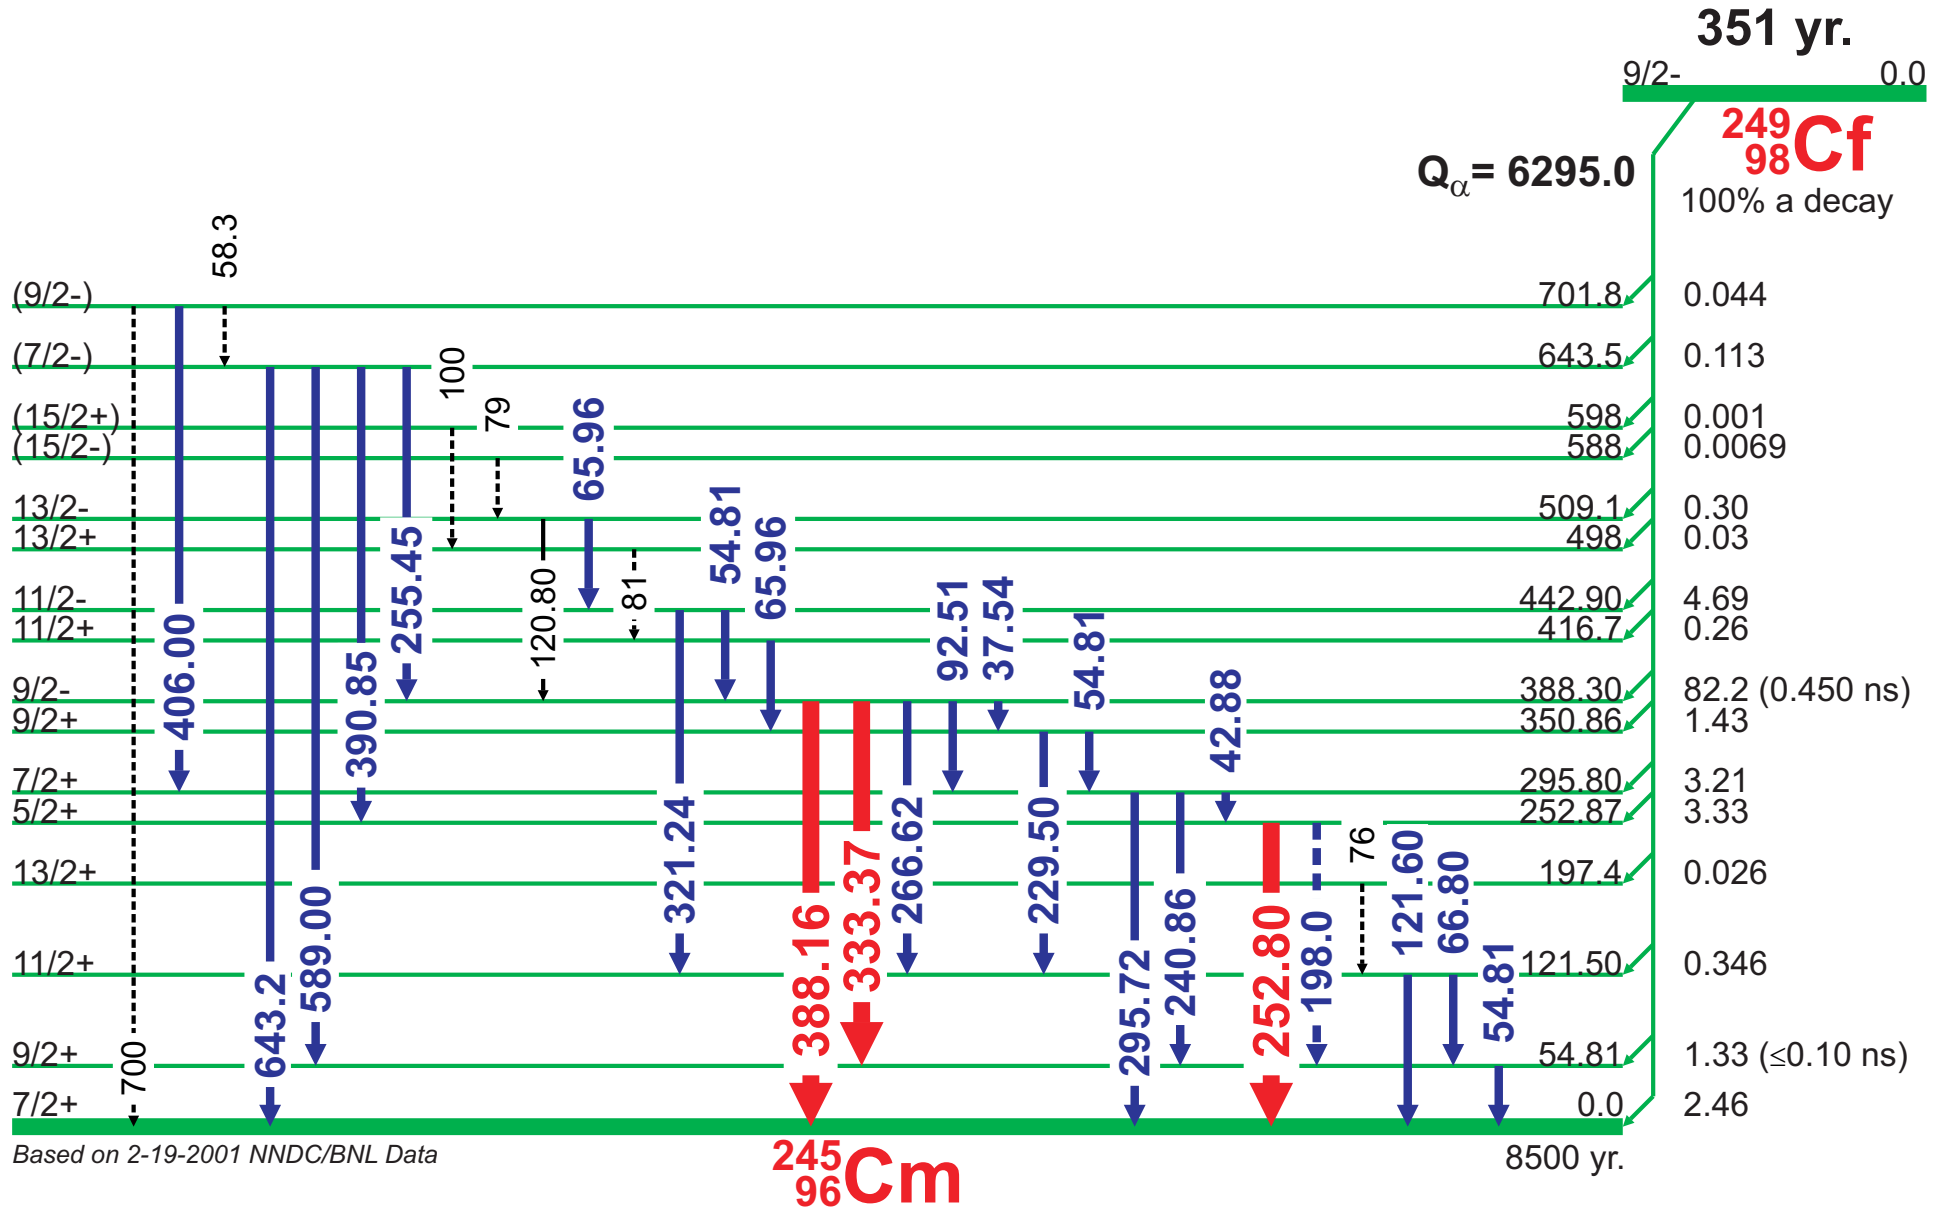 351 yr.
9/2- 0.0
249
98 Cf
Qα= 6295.0
100% a decay
58.3
(9/2-) 701.8 0.044
(7/2-) 643.5 0.113
100
(15/2+) 598 0.001
79
65.96
(15/2-) 588 0.0069
13/2- 509.1 0.30
13/2+ 498 0.03
54.81
65.96
255.45
120.80
81
11/2- 442.90 4.69
11/2+ 416.7 0.26
92.51
37.54
54.81
406.00
390.85
9/2- 388.30 82.2 (0.450 ns)
9/2+ 350.86 1.43
42.88
7/2+ 295.80 3.21
5/2+ 252.87 3.33
321.24
266.62
229.50
76
13/2+ 197.4 0.026
121.60
66.80
589.00
388.16
333.37
240.86
252.80
198.0
11/2+ 121.50 0.346
643.2
295.72
54.81
9/2+ 54.81 1.33 (≤0.10 ns)
700
7/2+ 0.0 2.46
Based on 2-19-2001 NNDC/BNL Data
245
96 Cm
8500 yr.